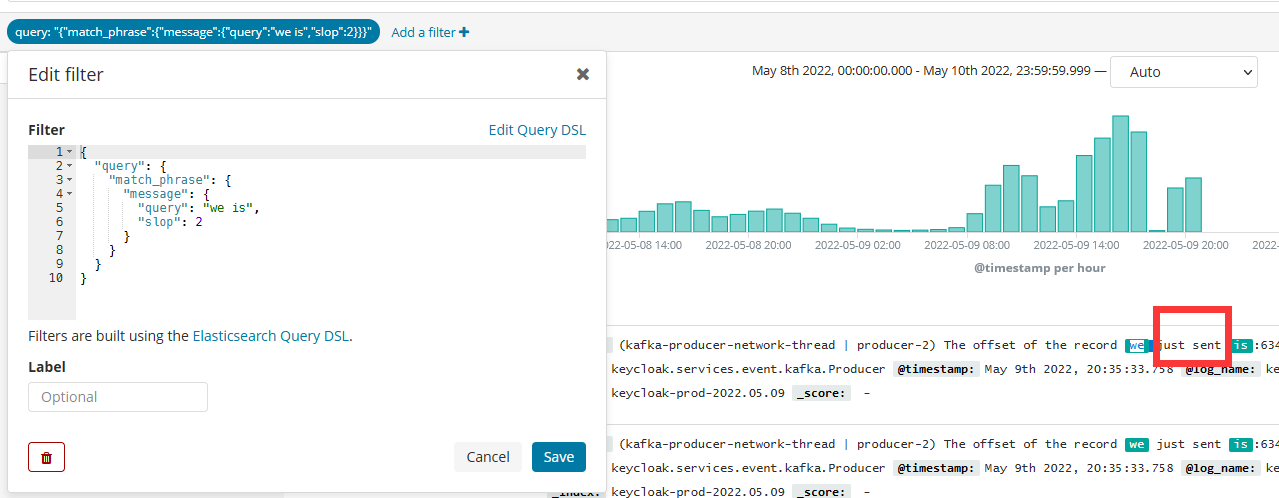 query: "{"match_phrase":{"message":{"query":"we is","slop":2}}}"
Add a filter +
Edit filter
Filter
Edit Query DSL
1 {
2 "query": {
3 "match_phrase": {
4 "message": {
5 "query": "we is",
6 "slop": 2
7 }
8 }
9 }
10 }
Filters are built using the Elasticsearch Query DSL.
Label
Optional
Cancel
Save
May 8th 2022, 00:00:00.000 - May 10th 2022, 23:59:59.999 —
Auto
022-05-08 14:00
2022-05-08 20:00
2022-05-09 02:00
2022-05-09 08:00
2022-05-09 14:00
2022-05-09 20:00
2022-0
@timestamp per hour
(kafka-producer-network-thread | producer-2) The offset of the record we just sent is:634
keycloak.services.event.kafka.Producer @timestamp: May 9th 2022, 20:35:33.758 @log_name: ke
keycloak-prod-2022.05.09 _score: -
(kafka-producer-network-thread | producer-2) The offset of the record we just sent is:634
keycloak.services.event.kafka.Producer @timestamp: May 9th 2022, 20:35:33.758 @log_name: ke
_index: keycloak-prod-2022.05.09 _score: -